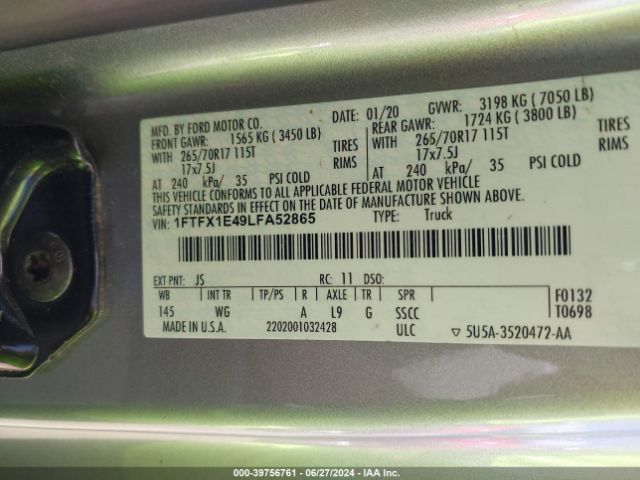 MFD. BY FORD MOTOR CO.
DATE: 01/20 GVWR: 3198 KG ( 7050 LB)
FRONT GAWR: 1565 KG ( 3450 LB) REAR GAWR: 1724 KG ( 3800 LB)
WITH 265/70R17 115T TIRES WITH 265/70R17 115T TIRES
17x7.5J RIMS 17x7.5J RIMS
AT 240 kPa/ 35 PSI COLD AT 240 kPa/ 35 PSI COLD
THIS VEHICLE CONFORMS TO ALL APPLICABLE FEDERAL MOTOR VEHICLE
SAFETY STANDARDS IN EFFECT ON THE DATE OF MANUFACTURE SHOWN ABOVE.
VIN: 1FTFX1E49LFA52865 TYPE: Truck
EXT PNT: JS RC: 11 DSO:
WB INT TR TP/PS R AXLE TR SPR F0132
145 WG A L9 G SSCC T0698
MADE IN U.S.A. 2202001032428 ULC ▽ 5U5A-3520472-AA
000-39756761 - 06/27/2024 - IAA Inc.